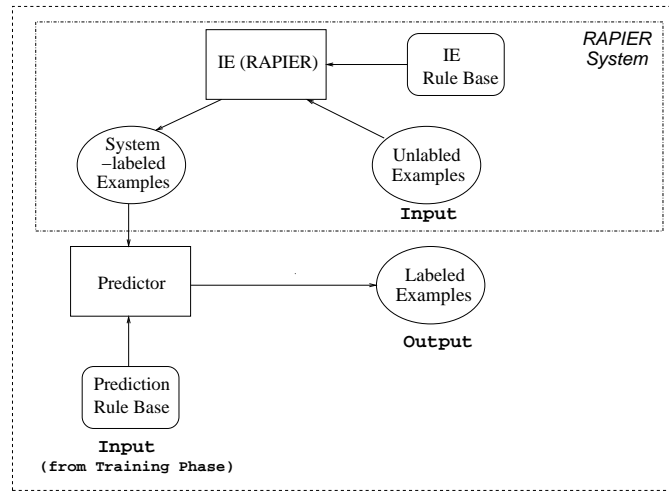 RAPIER
System
IE (RAPIER)
IE
Rule Base
System
–labeled
Examples
Unlabled
Examples
Input
Predictor
Labeled
Examples
Output
Prediction
Rule Base
Input
(from Training Phase)